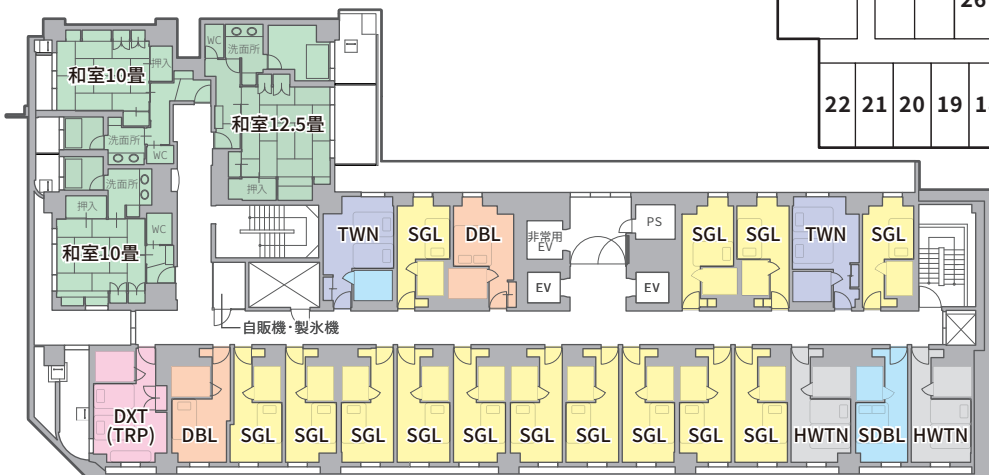 26
22 21 20 19
和室10畳
押入
WC
洗面所
和室12.5畳
押入
洗面所
WC
洗面所
押入
WC
和室10畳
TWN
SGL
DBL
非常用
EV
EV
PS
EV
SGL
SGL
TWN
SGL
自販機・製氷機
DXT
(TRP)
DBL
SGL
SGL
SGL
SGL
SGL
SGL
SGL
SGL
SGL
SGL
HWTN
SDBL
HWTN